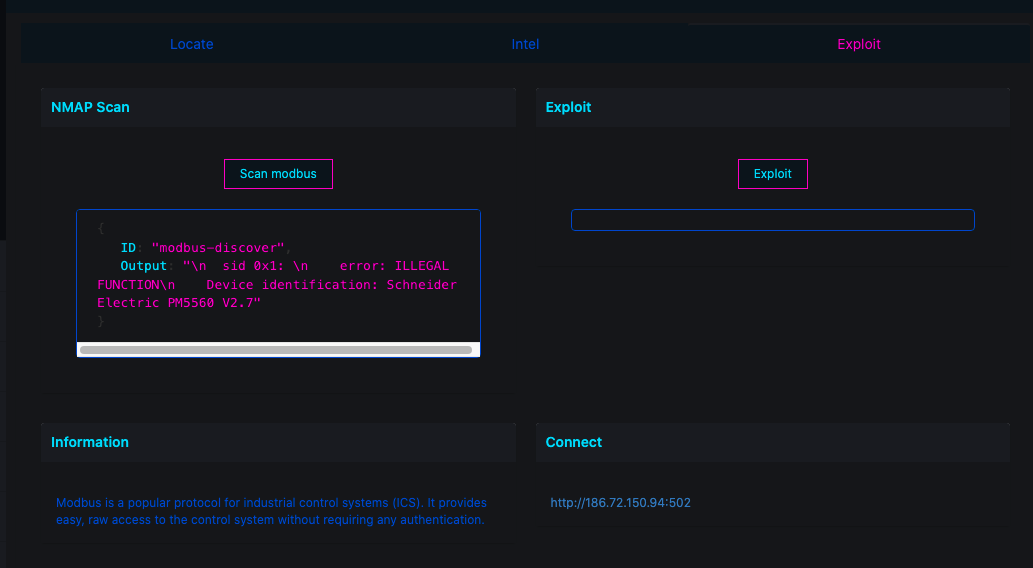 Locate
Intel
Exploit
NMAP Scan
Scan modbus
{
ID: "modbus-discover",
Output: "\n  sid 0x1: \n    error: ILLEGAL
FUNCTION\n    Device identification: Schneider
Electric PM5560 V2.7"
}
Exploit
Exploit
Information
Modbus is a popular protocol for industrial control systems (ICS). It provides
easy, raw access to the control system without requiring any authentication.
Connect
http://186.72.150.94:502